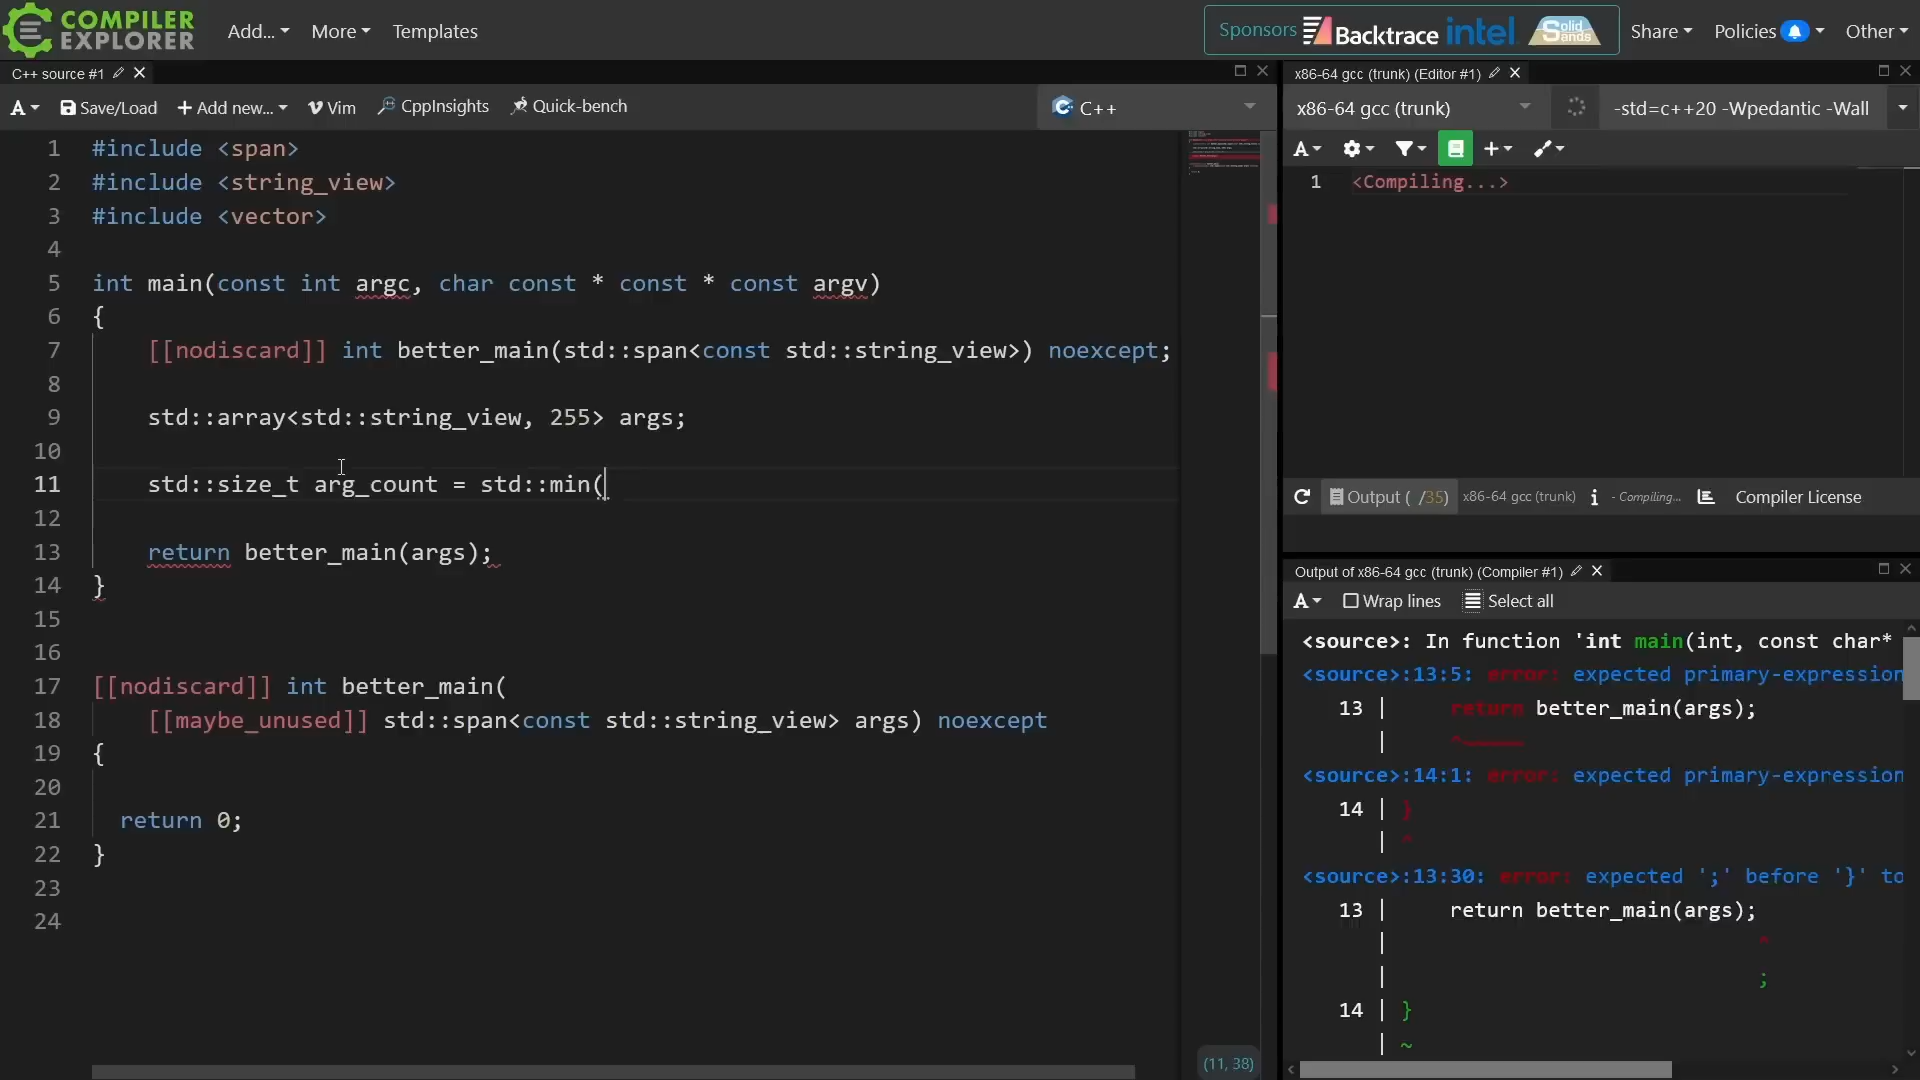 COMPILER
EXPLORER
Add... More Templates
Sponsors Backtrace intel Solid Sands
Share Policies Other
C++ source #1
A Save/Load Add new... Vim CppInsights Quick-bench C++
1 #include <span>
2 #include <string_view>
3 #include <vector>
4
5 int main(const int argc, char const * const * const argv)
6 {
7 [[nodiscard]] int better_main(std::span<const std::string_view>) noexcept;
8
9 std::array<std::string_view, 255> args;
10
11 std::size_t arg_count = std::min(
12
13 return better_main(args);
14 }
15
16
17 [[nodiscard]] int better_main(
18 [[maybe_unused]] std::span<const std::string_view> args) noexcept
19 {
20
21 return 0;
22 }
23
24
(11, 38)
x86-64 gcc (trunk) (Editor #1)
x86-64 gcc (trunk) -std=c++20 -Wpedantic -Wall
A
1 <Compiling...>
Output ( /35) x86-64 gcc (trunk) i - Compiling... Compiler License
Output of x86-64 gcc (trunk) (Compiler #1)
A Wrap lines Select all
<source>: In function 'int main(int, const char*
<source>:13:5: error: expected primary-expression
13 | return better_main(args);
| ^~~~~~
<source>:14:1: error: expected primary-expression
14 | }
| ^
<source>:13:30: error: expected ';' before '}' to
13 | return better_main(args);
| ^
| ;
14 | }
| ~